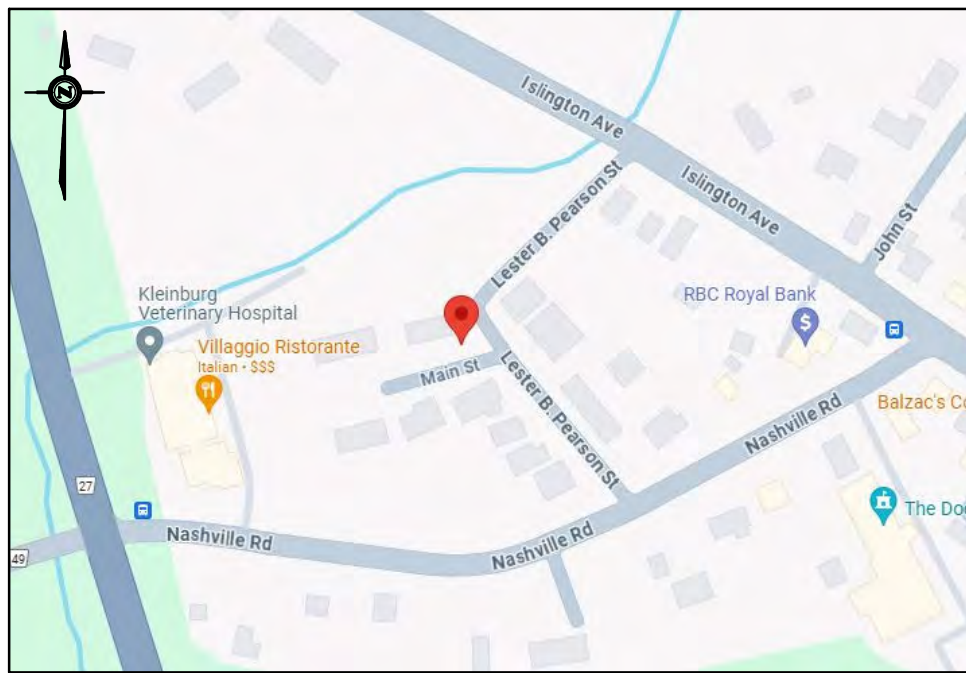 N
Islington Ave
Islington Ave
John St
Lester B. Pearson St
Kleinburg
Veterinary Hospital
RBC Royal Bank
$
Villaggio Ristorante
Italian • $$$
Main St
Lester B. Pearson St
Nashville Rd
Balzac's Co
27
The Do
49
Nashville Rd
Nashville Rd